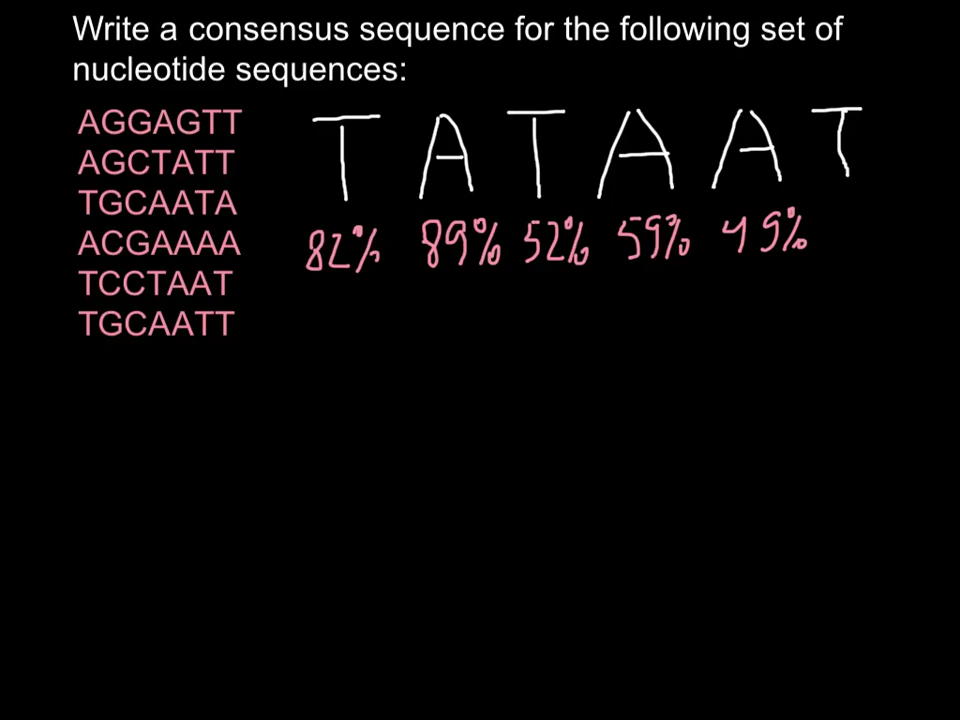 Write a consensus sequence for the following set of
nucleotide sequences:
AGGAGTT
AGCTATT
TGCAATA
ACGAAAA
TCCTAAT
TGCAATT
T A T A A T
82% 89% 52% 59% 49%